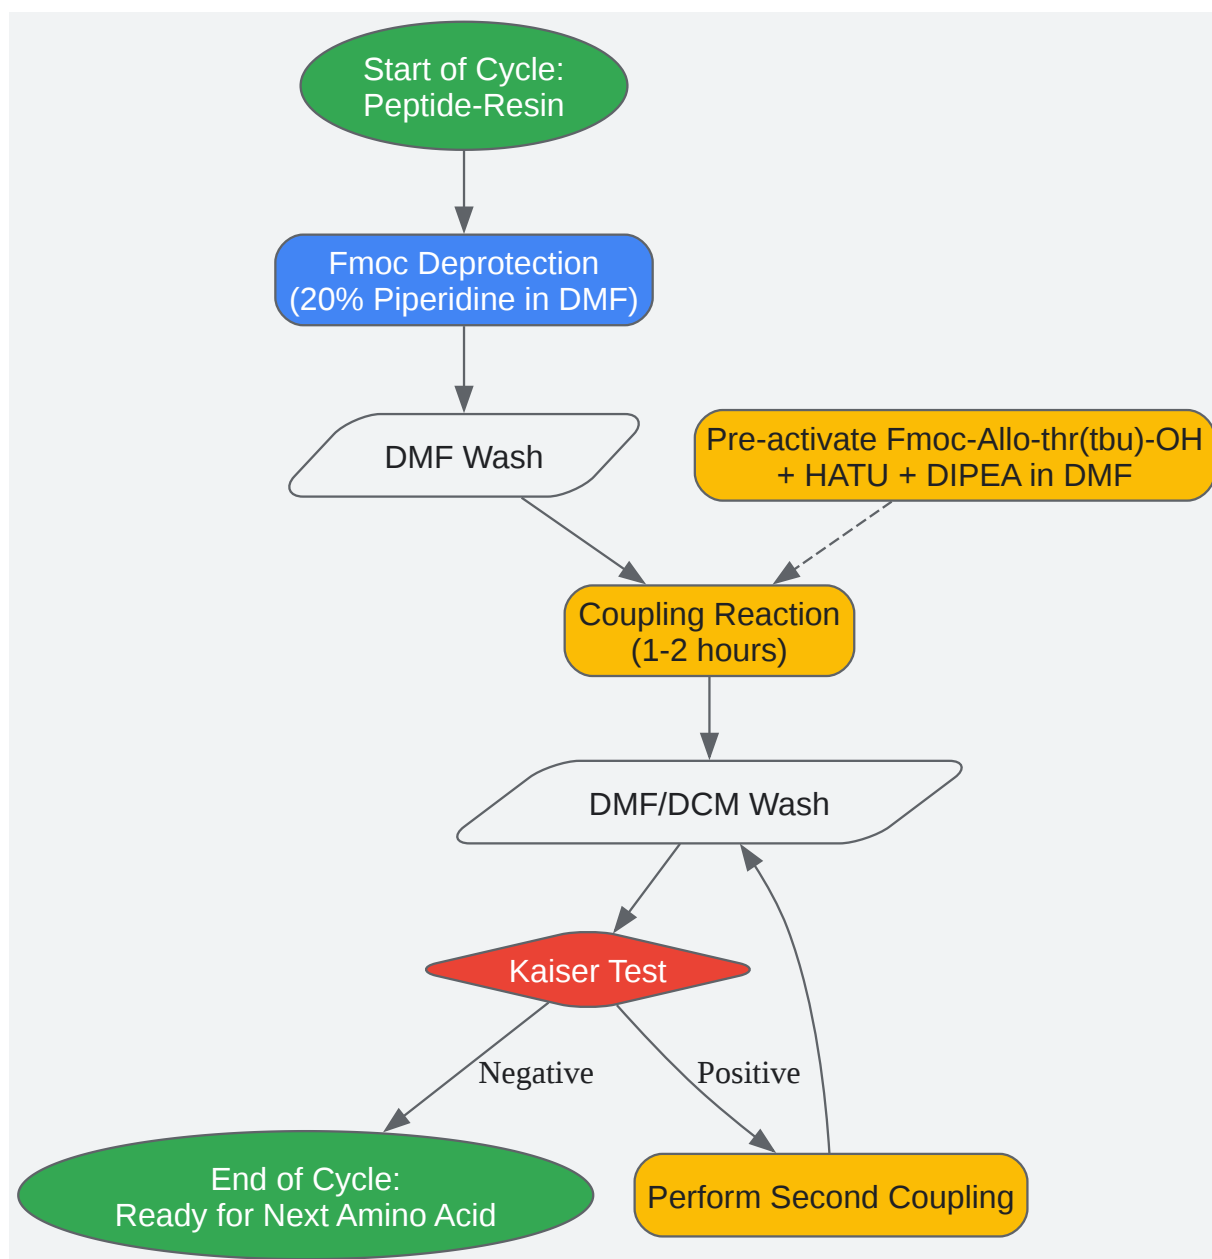 Start of Cycle:
Peptide-Resin
Fmoc Deprotection
(20% Piperidine in DMF)
DMF Wash
Pre-activate Fmoc-Allo-thr(tbu)-OH
+ HATU + DIPEA in DMF
Coupling Reaction
(1-2 hours)
DMF/DCM Wash
Kaiser Test
Negative
Positive
End of Cycle:
Ready for Next Amino Acid
Perform Second Coupling